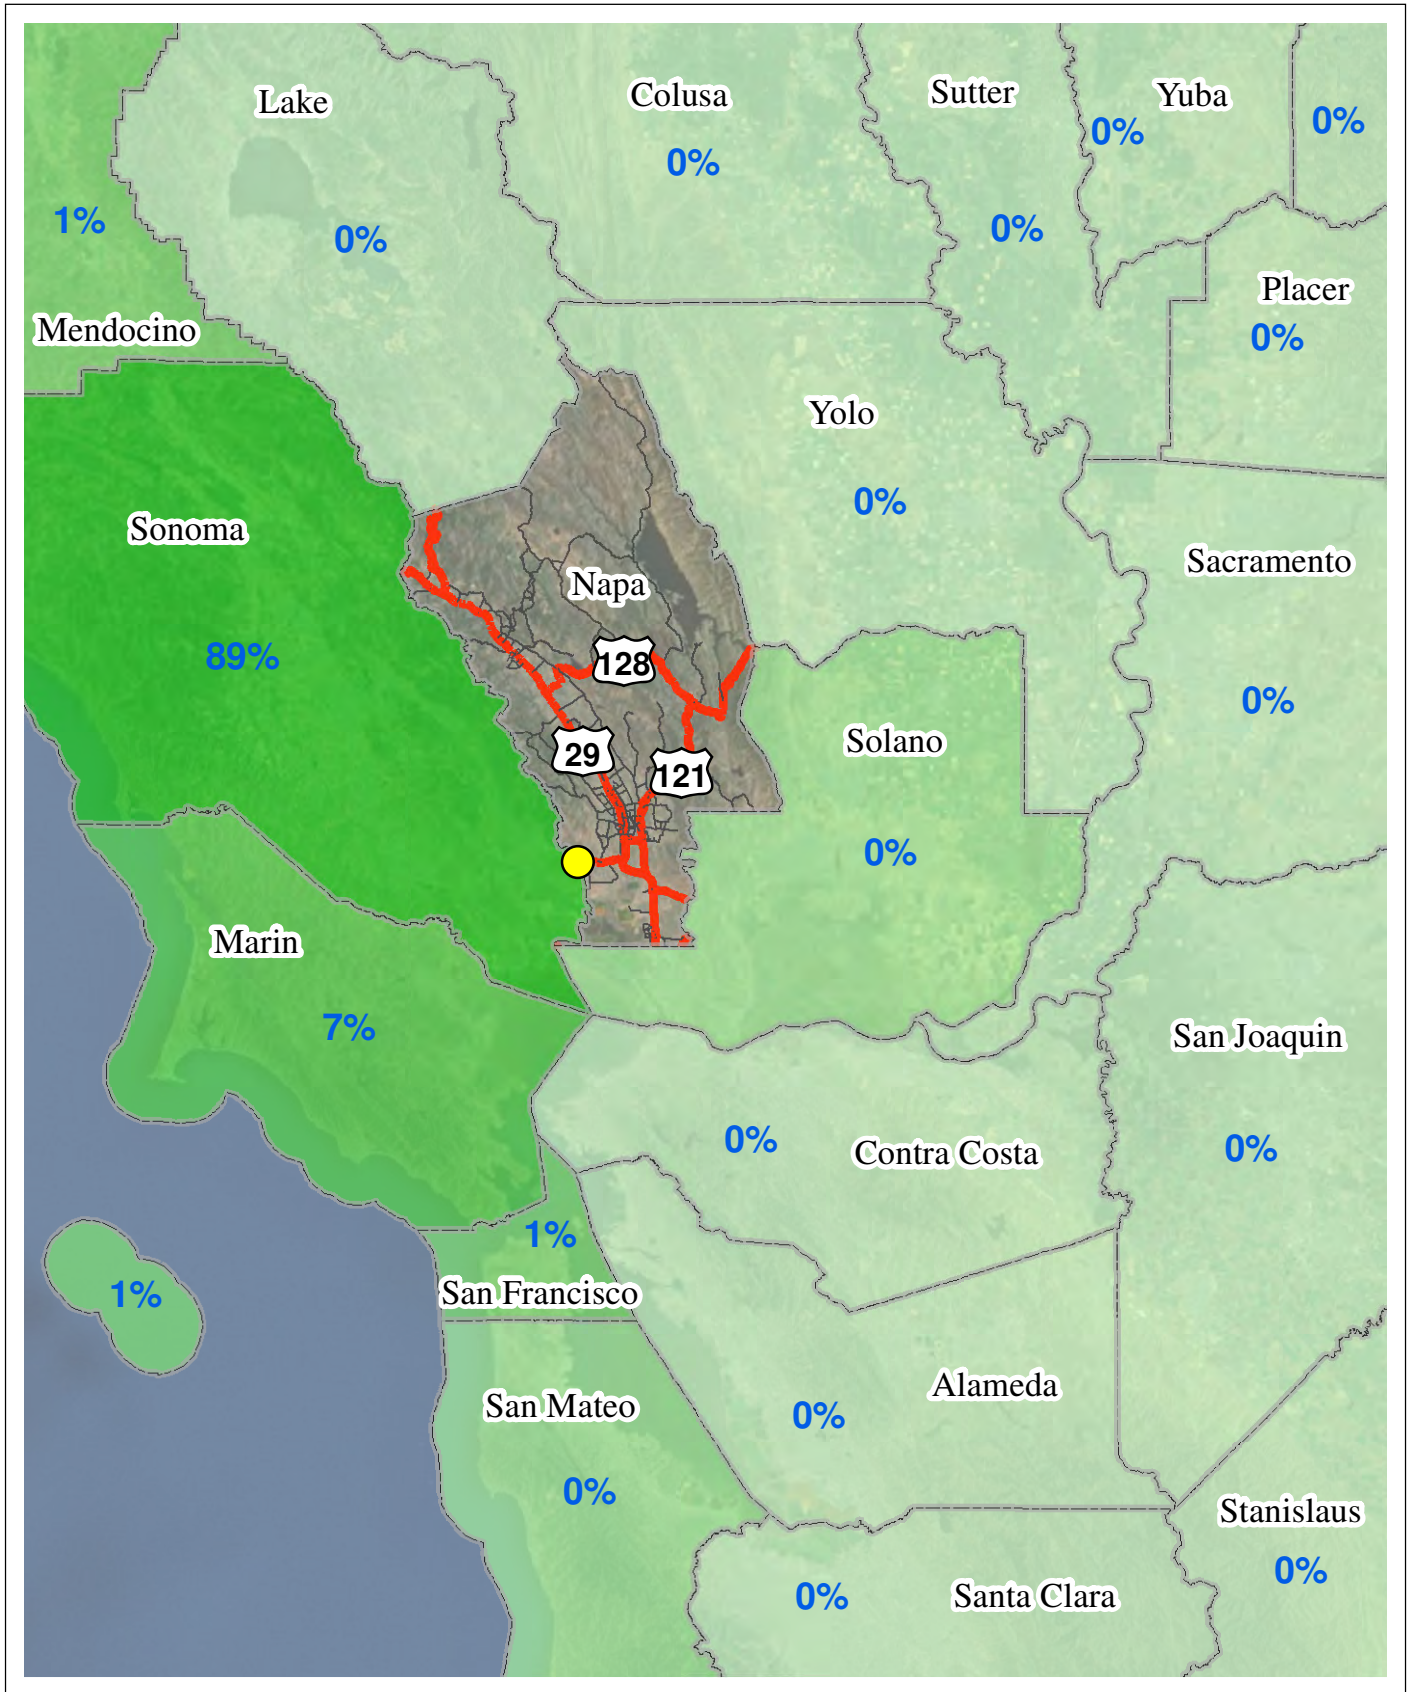 Lake
Colusa
Sutter
Yuba
0%
0%
0%
1%
0%
0%
Placer
0%
Mendocino
Yolo
0%
Sonoma
Sacramento
Napa
89%
128
0%
Solano
29
121
0%
Marin
7%
San Joaquin
0%
Contra Costa
0%
1%
1%
San Francisco
Alameda
San Mateo
0%
0%
Stanislaus
0%
0%
Santa Clara